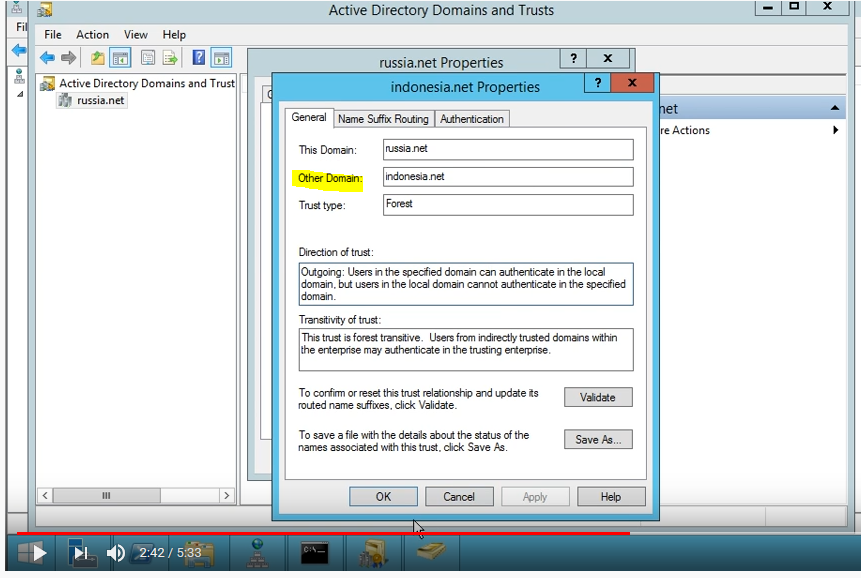 Active Directory Domains and Trusts
Fil
File Action View Help
russia.net Properties
? x
indonesia.net Properties
? x
Active Directory Domains and Trust
russia.net
net
re Actions
General Name Suffix Routing Authentication
This Domain: russia.net
Other Domain: indonesia.net
Trust type: Forest
Direction of trust:
Outgoing: Users in the specified domain can authenticate in the local
domain, but users in the local domain cannot authenticate in the specified
domain.
Transitivity of trust:
This trust is forest transitive. Users from indirectly trusted domains within
the enterprise may authenticate in the trusting enterprise.
To confirm or reset this trust relationship and update its
routed name suffixes, click Validate.
Validate
To save a file with the details about the status of the
names associated with this trust, click Save As.
Save As...
OK Cancel Apply Help
2:42 / 5:33